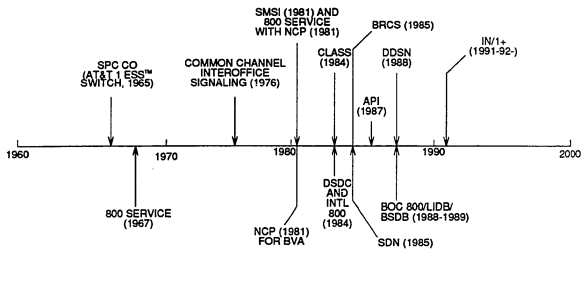 SMSI (1981) AND
800 SERVICE
WITH NCP (1981)
BRCS (1985)
IN/1+
(1991-92-)
SPC CO
(AT&T 1 ESS™
SWITCH, 1965)
COMMON CHANNEL
INTEROFFICE
SIGNALING (1976)
CLASS
(1984)
DDSN
(1988)
API
(1987)
1960
1970
1980
1990
2000
800 SERVICE
(1967)
NCP (1981)
FOR BVA
DSDC
AND
INTL
800
(1984)
SDN (1985)
BOC 800/LIDB/
BSDB (1988-1989)